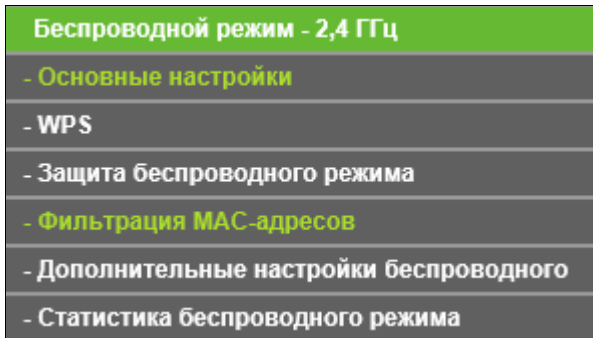 Беспроводной режим - 2,4 ГГц
- Основные настройки
- WPS
- Защита беспроводного режима
- Фильтрация MAC-адресов
- Дополнительные настройки беспроводного
- Статистика беспроводного режима